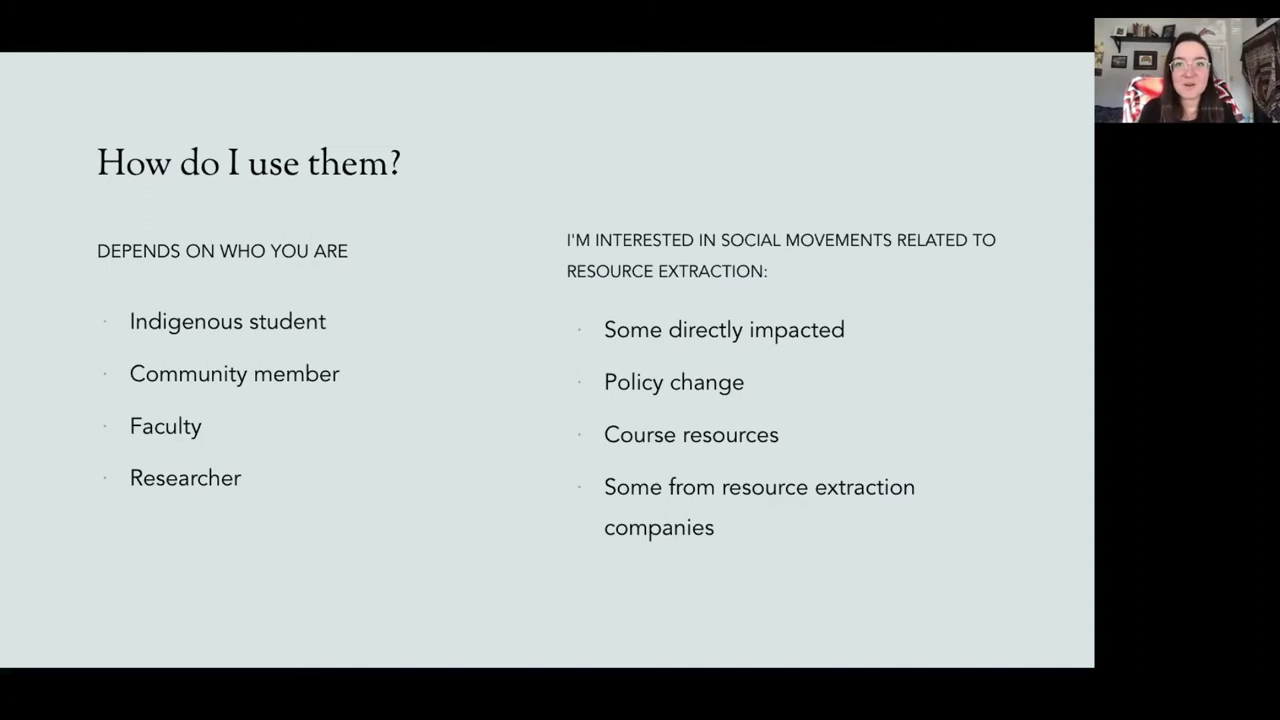 How do I use them?
DEPENDS ON WHO YOU ARE
· Indigenous student
· Community member
· Faculty
· Researcher
I'M INTERESTED IN SOCIAL MOVEMENTS RELATED TO
RESOURCE EXTRACTION:
· Some directly impacted
· Policy change
· Course resources
· Some from resource extraction
companies